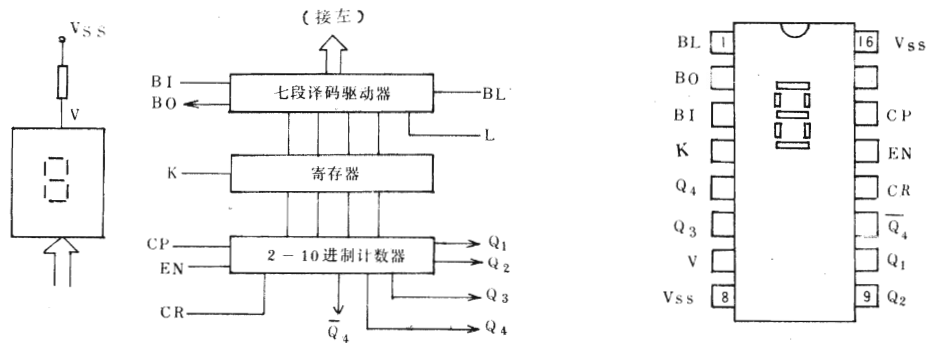 VSS
V
(接左)
BI
BO
七段译码驱动器
BL
L
K
寄存器
CP
EN
2-10进制计数器
Q1
Q2
CR
Q̅4
Q3
Q4
BL 1 16 VSS
BO
BI CP
K EN
Q4 CR
Q3 Q̅4
V Q1
VSS 8 9 Q2